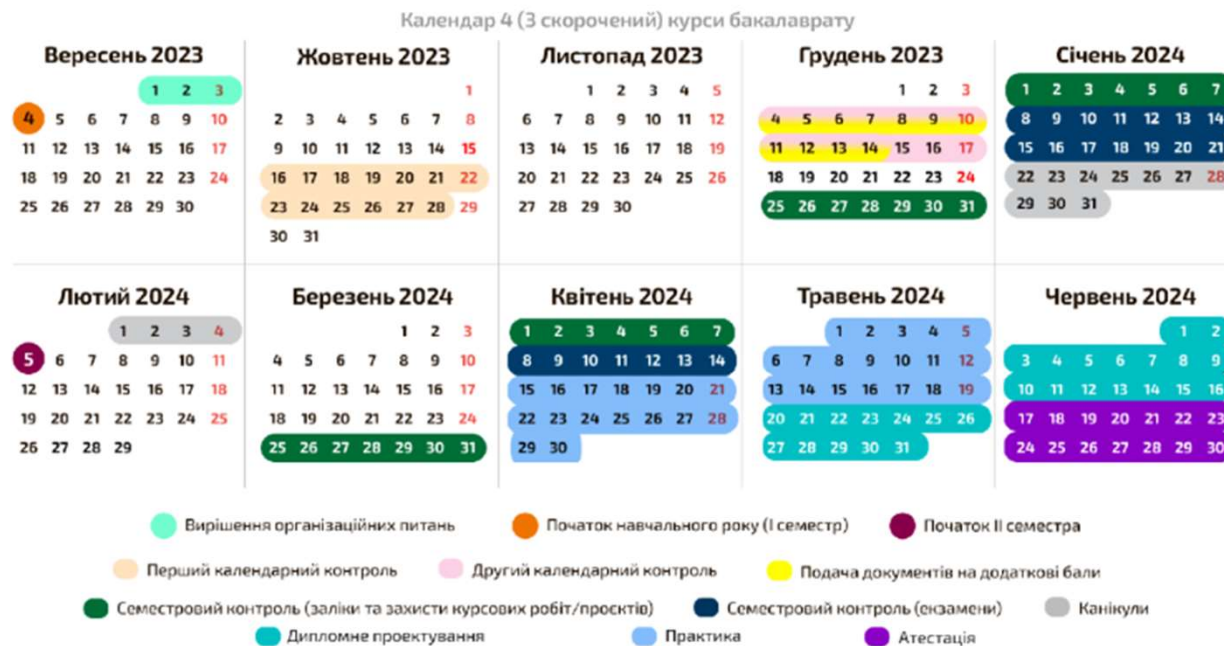 Календар 4 (3 скорочений) курси бакалаврату
Вересень 2023
1 2 3
4 5 6 7 8 9 10
11 12 13 14 15 16 17
18 19 20 21 22 23 24
25 26 27 28 29 30
Жовтень 2023
1
2 3 4 5 6 7 8
9 10 11 12 13 14 15
16 17 18 19 20 21 22
23 24 25 26 27 28 29
30 31
Листопад 2023
1 2 3 4 5
6 7 8 9 10 11 12
13 14 15 16 17 18 19
20 21 22 23 24 25 26
27 28 29 30
Грудень 2023
1 2 3
4 5 6 7 8 9 10
11 12 13 14 15 16 17
18 19 20 21 22 23 24
25 26 27 28 29 30 31
Січень 2024
1 2 3 4 5 6 7
8 9 10 11 12 13 14
15 16 17 18 19 20 21
22 23 24 25 26 27 28
29 30 31
Лютий 2024
1 2 3 4
5 6 7 8 9 10 11
12 13 14 15 16 17 18
19 20 21 22 23 24 25
26 27 28 29
Березень 2024
1 2 3
4 5 6 7 8 9 10
11 12 13 14 15 16 17
18 19 20 21 22 23 24
25 26 27 28 29 30 31
Квітень 2024
1 2 3 4 5 6 7
8 9 10 11 12 13 14
15 16 17 18 19 20 21
22 23 24 25 26 27 28
29 30
Травень 2024
1 2 3 4 5
6 7 8 9 10 11 12
13 14 15 16 17 18 19
20 21 22 23 24 25 26
27 28 29 30 31
Червень 2024
1 2
3 4 5 6 7 8 9
10 11 12 13 14 15 16
17 18 19 20 21 22 23
24 25 26 27 28 29 30
Вирішення організаційних питань
Початок навчального року (І семестр)
Початок ІІ семестра
Перший календарний контроль
Другий календарний контроль
Подача документів на додаткові бали
Семестровий контроль (заліки та захисти курсових робіт/проєктів)
Семестровий контроль (екзамени)
Канікули
Дипломне проектування
Практика
Атестація